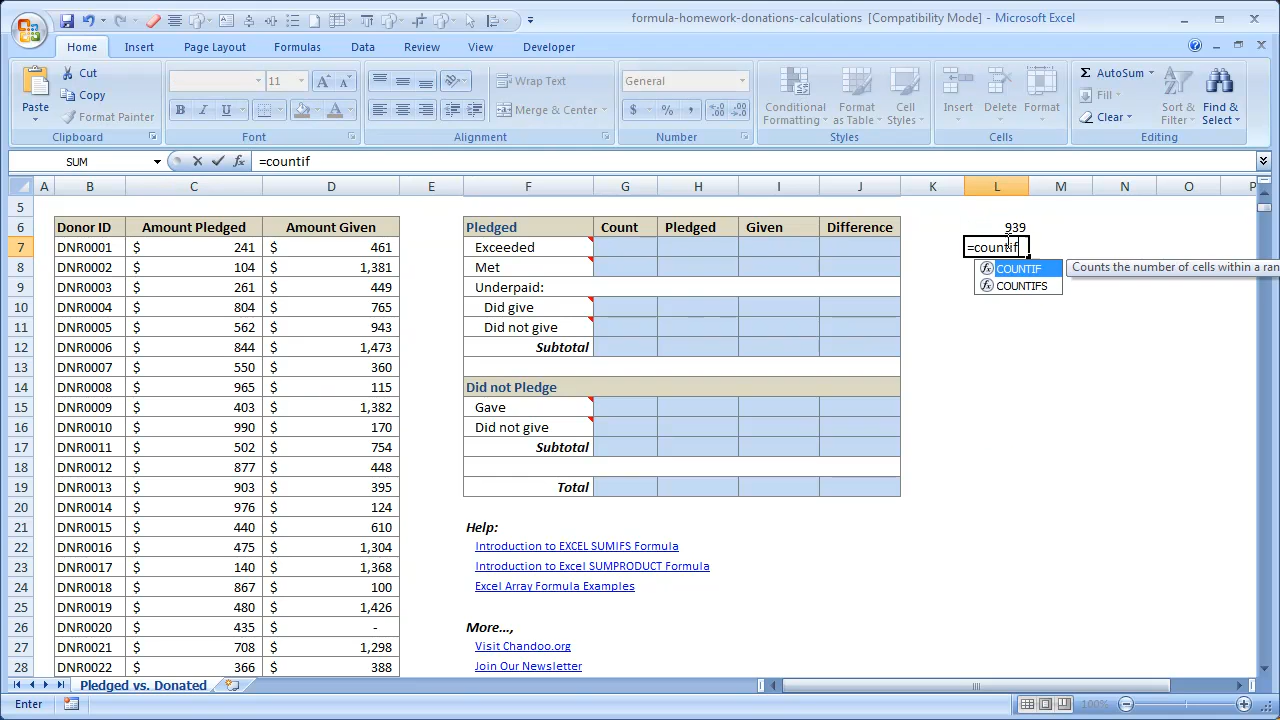 formula-homework-donations-calculations [Compatibility Mode] - Microsoft Excel
Home Insert Page Layout Formulas Data Review View Developer
Paste
Cut
Copy
Format Painter
Clipboard
11 A A
B I U A
Font
Wrap Text
Merge & Center
Alignment
General
$ % ,
Number
Conditional Formatting
Format as Table
Cell Styles
Styles
Insert Delete Format
Cells
Σ AutoSum
Fill
Clear
Sort & Filter
Find & Select
Editing
SUM fx =countif
A B C D E F G H I J K L M N O P
5
6 Donor ID Amount Pledged Amount Given Pledged Count Pledged Given Difference 939
7 DNR0001 $ 241 $ 461 Exceeded =countif
8 DNR0002 $ 104 $ 1,381 Met COUNTIF Counts the number of cells within a ran
9 DNR0003 $ 261 $ 449 Underpaid: COUNTIFS
10 DNR0004 $ 804 $ 765 Did give
11 DNR0005 $ 562 $ 943 Did not give
12 DNR0006 $ 844 $ 1,473 Subtotal
13 DNR0007 $ 550 $ 360
14 DNR0008 $ 965 $ 115 Did not Pledge
15 DNR0009 $ 403 $ 1,382 Gave
16 DNR0010 $ 990 $ 170 Did not give
17 DNR0011 $ 502 $ 754 Subtotal
18 DNR0012 $ 877 $ 448
19 DNR0013 $ 903 $ 395 Total
20 DNR0014 $ 976 $ 124
21 DNR0015 $ 440 $ 610 Help:
22 DNR0016 $ 475 $ 1,304 Introduction to EXCEL SUMIFS Formula
23 DNR0017 $ 140 $ 1,368 Introduction to Excel SUMPRODUCT Formula
24 DNR0018 $ 867 $ 100 Excel Array Formula Examples
25 DNR0019 $ 480 $ 1,426
26 DNR0020 $ 435 $ - More...,
27 DNR0021 $ 708 $ 1,298 Visit Chandoo.org
28 DNR0022 $ 366 $ 388 Join Our Newsletter
Pledged vs. Donated
Enter 100%